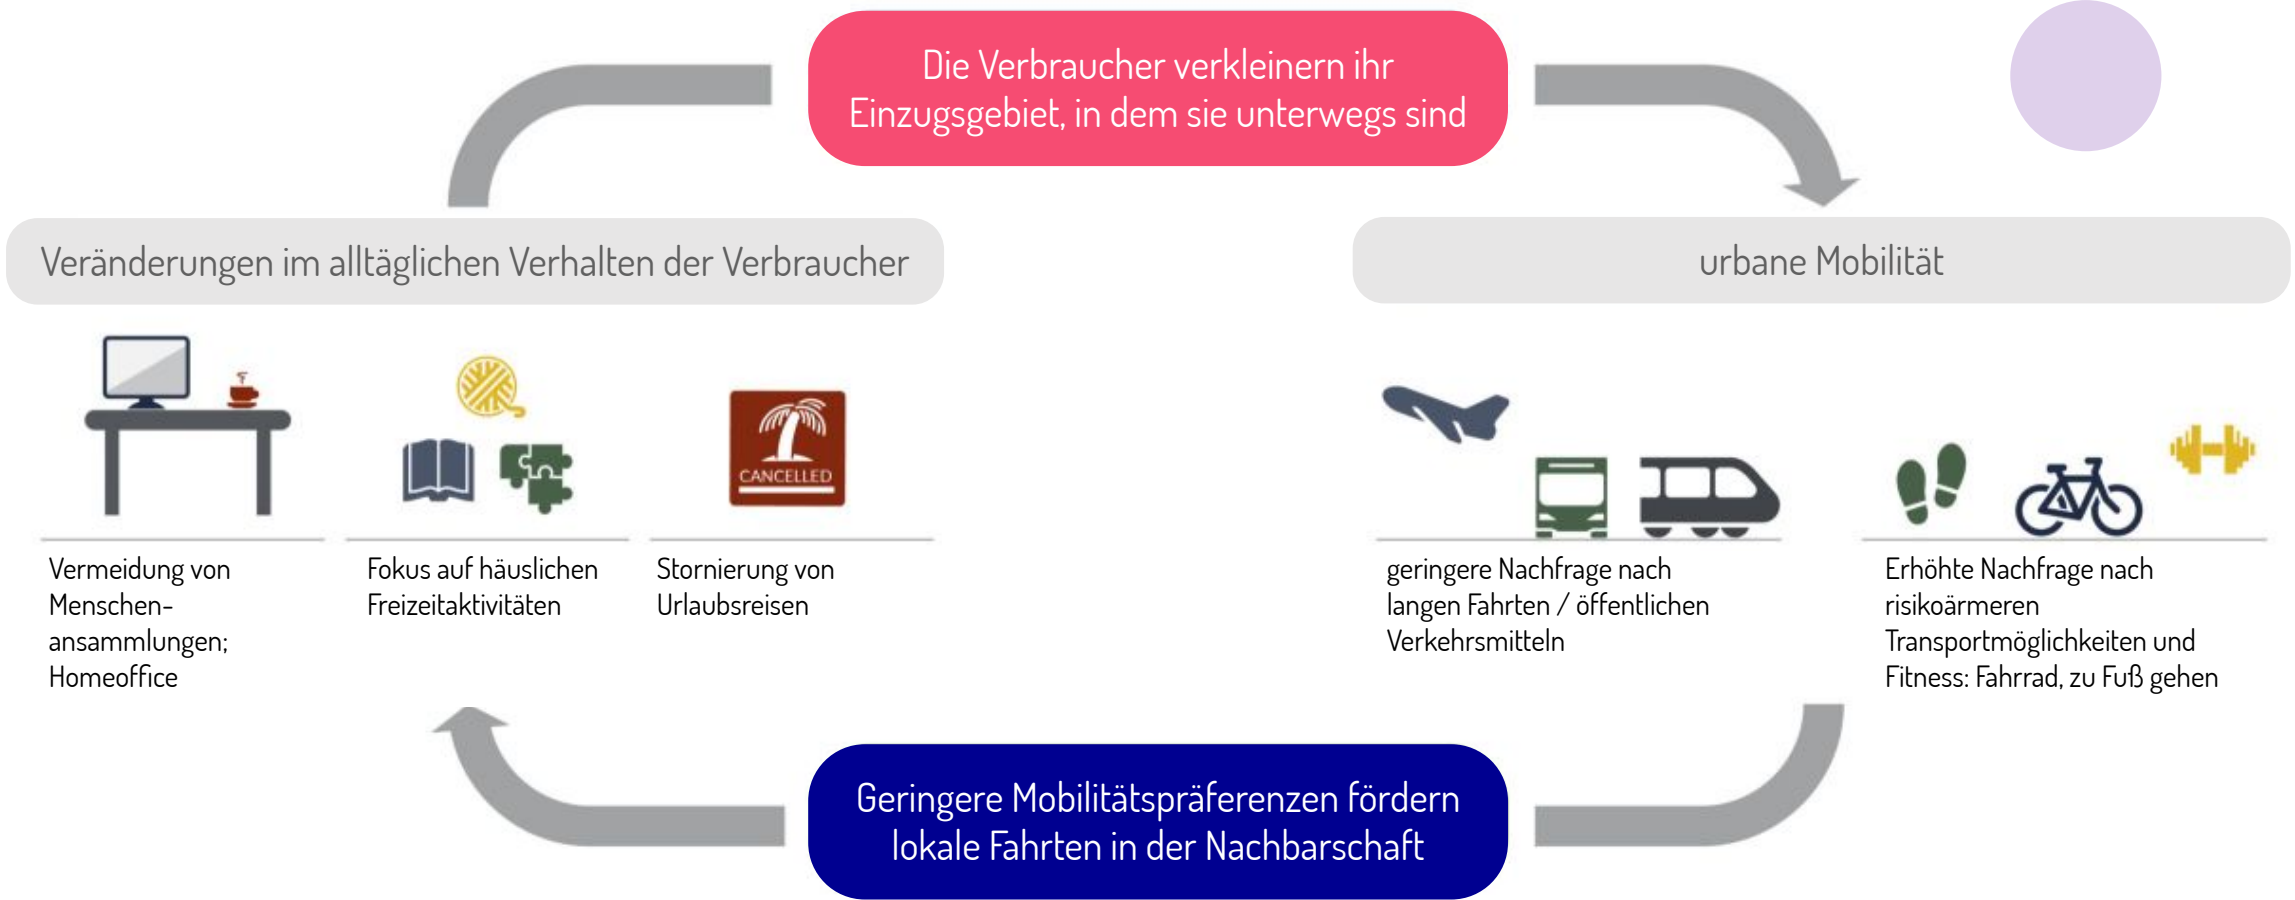 Die Verbraucher verkleinern ihr
Einzugsgebiet, in dem sie unterwegs sind
Veränderungen im alltäglichen Verhalten der Verbraucher
urbane Mobilität
CANCELLED
Vermeidung von
Menschen-
ansammlungen;
Homeoffice
Fokus auf häuslichen
Freizeitaktivitäten
Stornierung von
Urlaubsreisen
geringere Nachfrage nach
langen Fahrten / öffentlichen
Verkehrsmitteln
Erhöhte Nachfrage nach
risikoärmeren
Transportmöglichkeiten und
Fitness: Fahrrad, zu Fuß gehen
Geringere Mobilitätspräferenzen fördern
lokale Fahrten in der Nachbarschaft